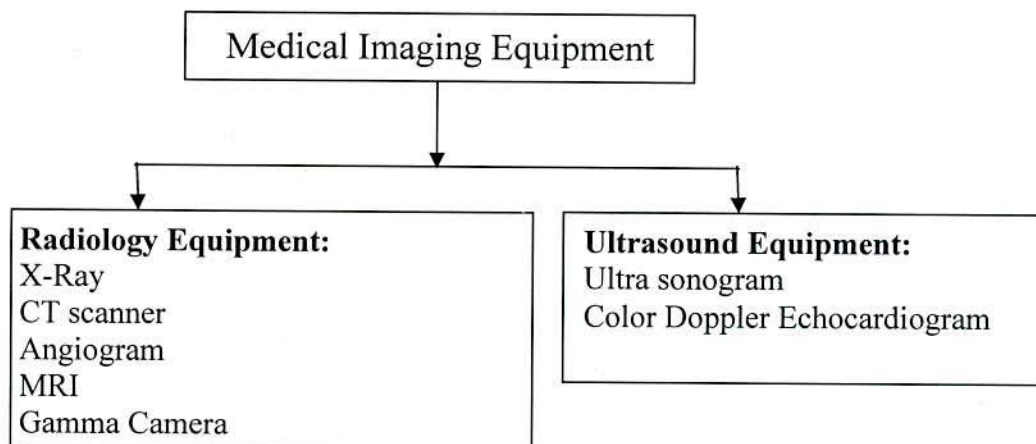 Medical Imaging Equipment
Radiology Equipment:
X-Ray
CT scanner
Angiogram
MRI
Gamma Camera
Ultrasound Equipment:
Ultra sonogram
Color Doppler Echocardiogram